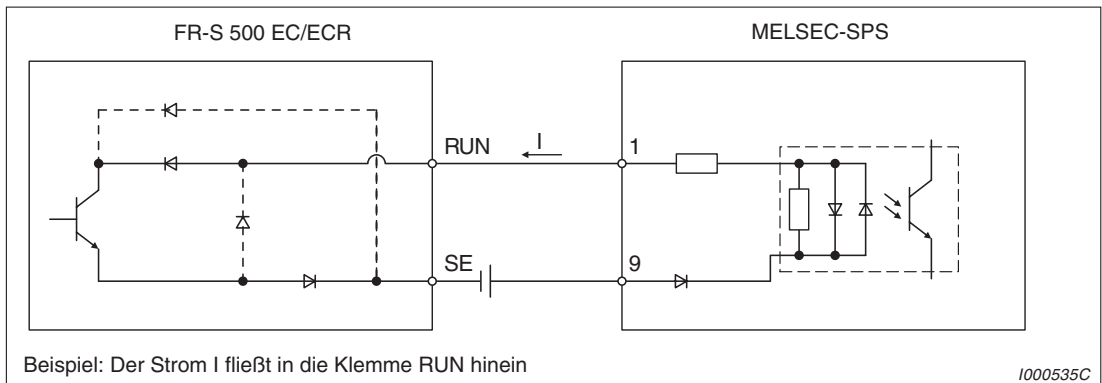 FR-S 500 EC/ECR
MELSEC-SPS
RUN
I
1
SE
9
Beispiel: Der Strom I fließt in die Klemme RUN hinein
I000535C